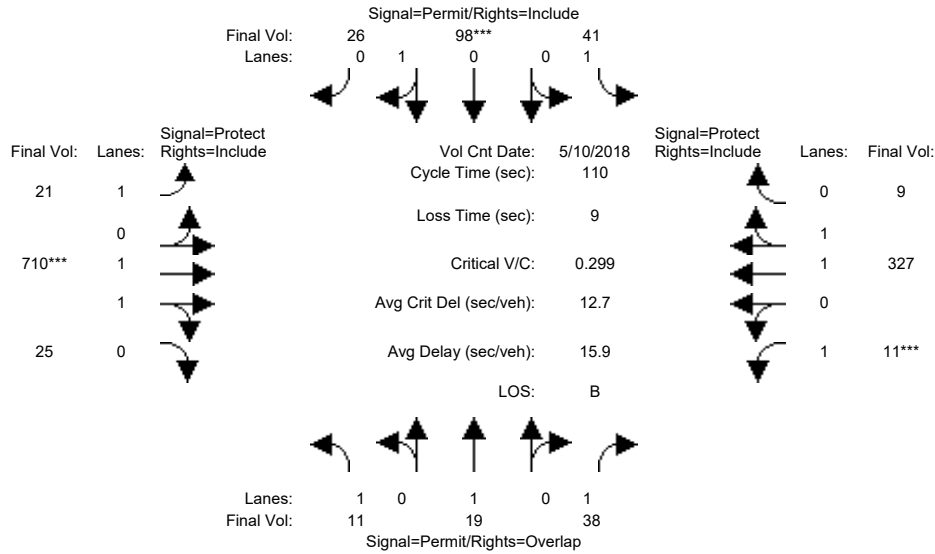 Signal=Permit/Rights=Include
Final Vol: 26 98*** 41
Lanes: 0 1 0 0 1
Signal=Protect Signal=Protect
Final Vol: Lanes: Rights=Include Vol Cnt Date: 5/10/2018 Rights=Include Lanes: Final Vol:
Cycle Time (sec): 110
21 1 0 9
Loss Time (sec): 9
0 1
710*** 1 Critical V/C: 0.299 1 327
1 Avg Crit Del (sec/veh): 12.7 0
25 0 Avg Delay (sec/veh): 15.9 1 11***
LOS: B
Lanes: 1 0 1 0 1
Final Vol: 11 19 38
Signal=Permit/Rights=Overlap